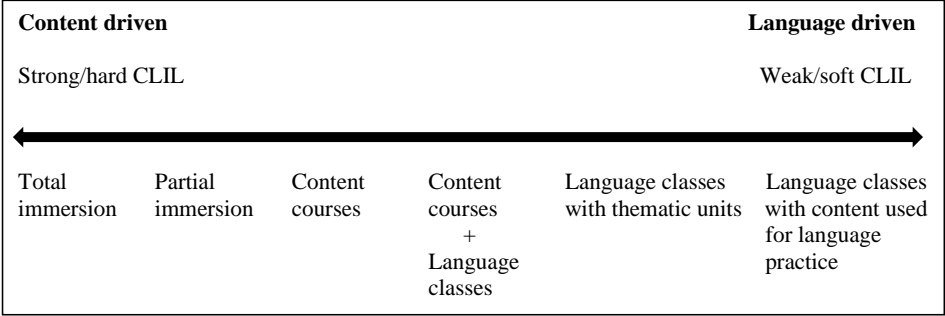 Content driven Language driven
Strong/hard CLIL Weak/soft CLIL
Total Partial Content Content Language classes Language classes
immersion immersion courses courses with thematic units with content used
+ for language
Language practice
classes